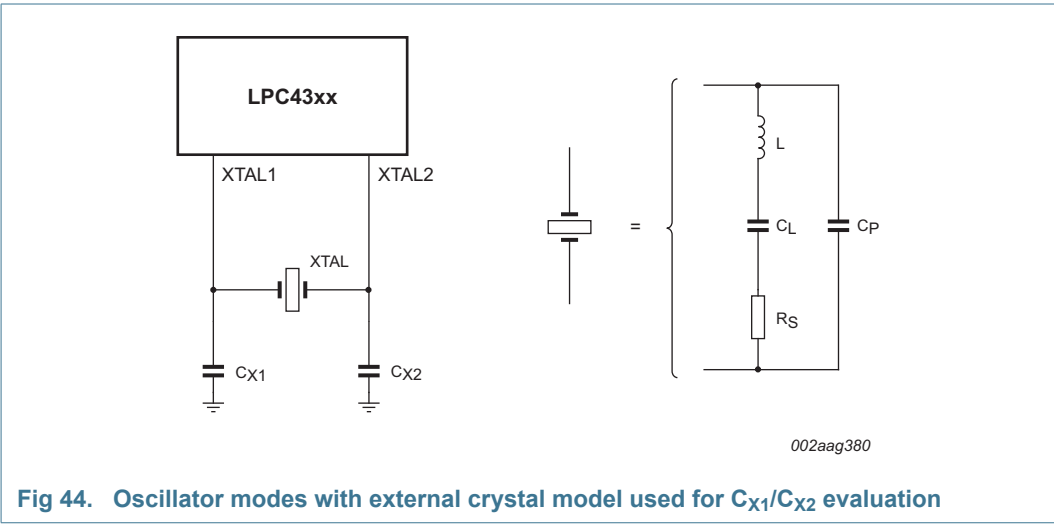 LPC43xx
XTAL1
XTAL2
XTAL
CX1
CX2
=
L
CL
CP
RS
002aag380
Fig 44. Oscillator modes with external crystal model used for CX1/CX2 evaluation